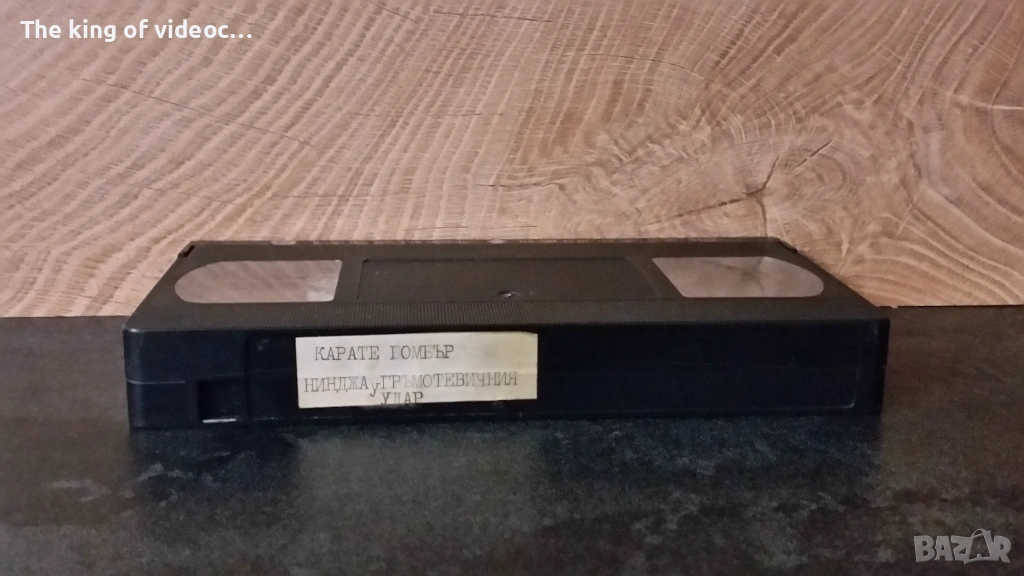 The king of videoc...
КАРАТЕ ГОМБЪР
НИНДЖА У ГРЪМОТЕВИЧНИЯ
УДАР
BAZAR